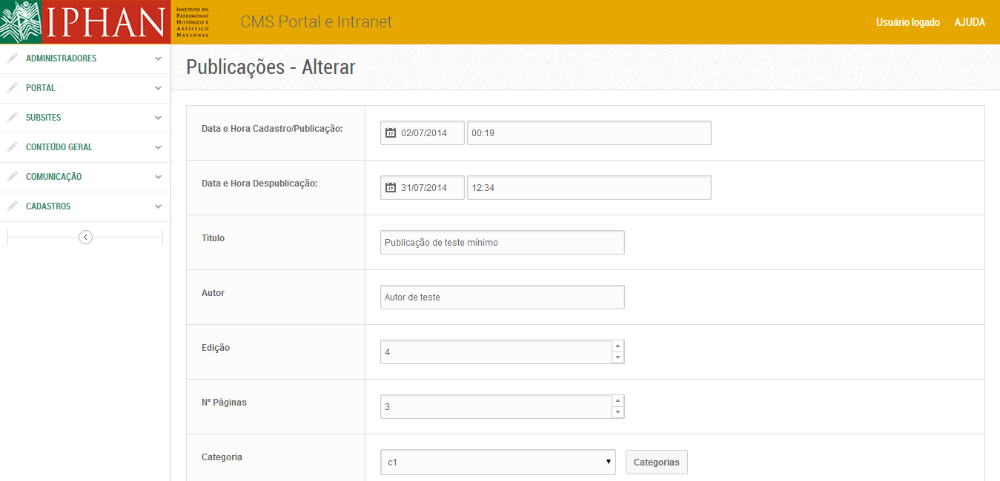 IPHAN
INSTITUTO DO
PATRIMÔNIO
HISTÓRICO E
ARTÍSTICO
NACIONAL
CMS Portal e Intranet
Usuário logado AJUDA
ADMINISTRADORES
PORTAL
SUBSITES
CONTEÚDO GERAL
COMUNICAÇÃO
CADASTROS
Publicações - Alterar
Data e Hora Cadastro/Publicação:
17 02/07/2014 00:19
Data e Hora Despublicação:
17 31/07/2014 12:34
Título
Publicação de teste mínimo
Autor
Autor de teste
Edição
4
Nº Páginas
3
Categoria
c1 Categorias